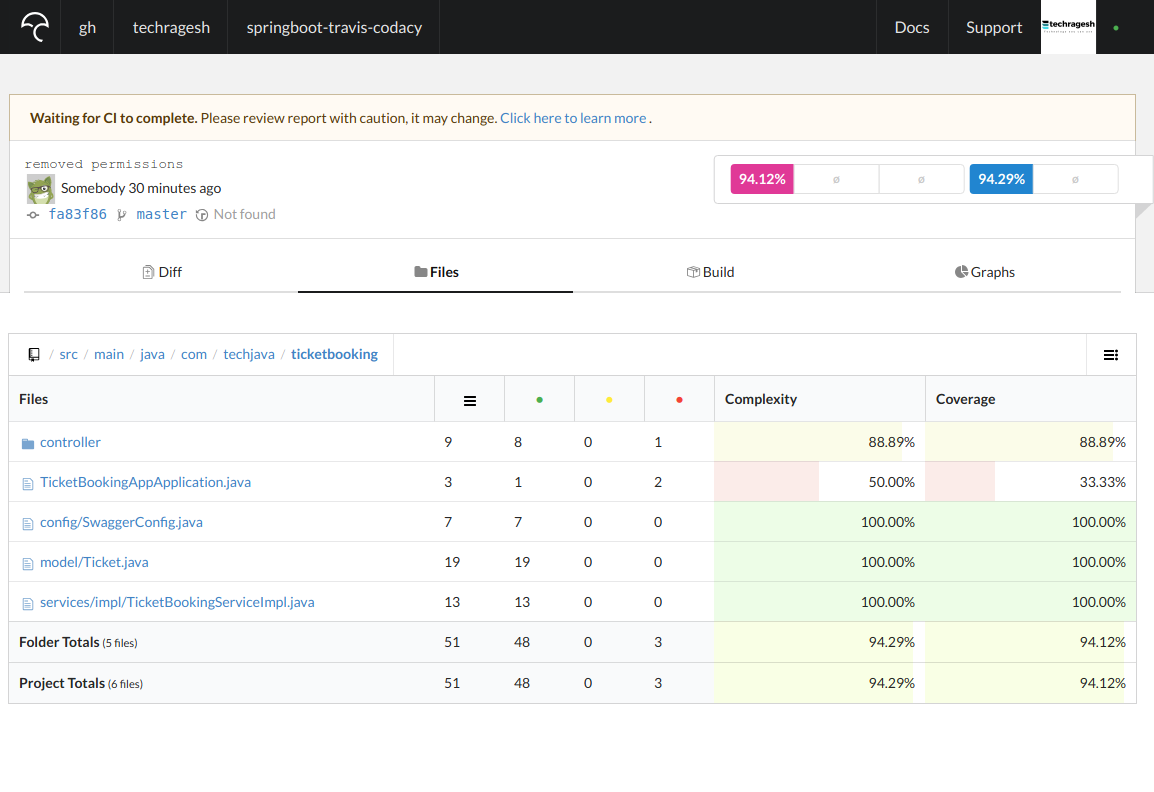 gh techragesh springboot-travis-codacy Docs Support techragesh
Waiting for CI to complete. Please review report with caution, it may change. Click here to learn more .
removed permissions
94.12% ø ø 94.29% ø
Somebody 30 minutes ago
fa83f86 master Not found
Diff Files Build Graphs
/ src / main / java / com / techjava / ticketbooking
Files Complexity Coverage
controller 9 8 0 1 88.89% 88.89%
TicketBookingAppApplication.java 3 1 0 2 50.00% 33.33%
config/SwaggerConfig.java 7 7 0 0 100.00% 100.00%
model/Ticket.java 19 19 0 0 100.00% 100.00%
services/impl/TicketBookingServiceImpl.java 13 13 0 0 100.00% 100.00%
Folder Totals (5 files) 51 48 0 3 94.29% 94.12%
Project Totals (6 files) 51 48 0 3 94.29% 94.12%